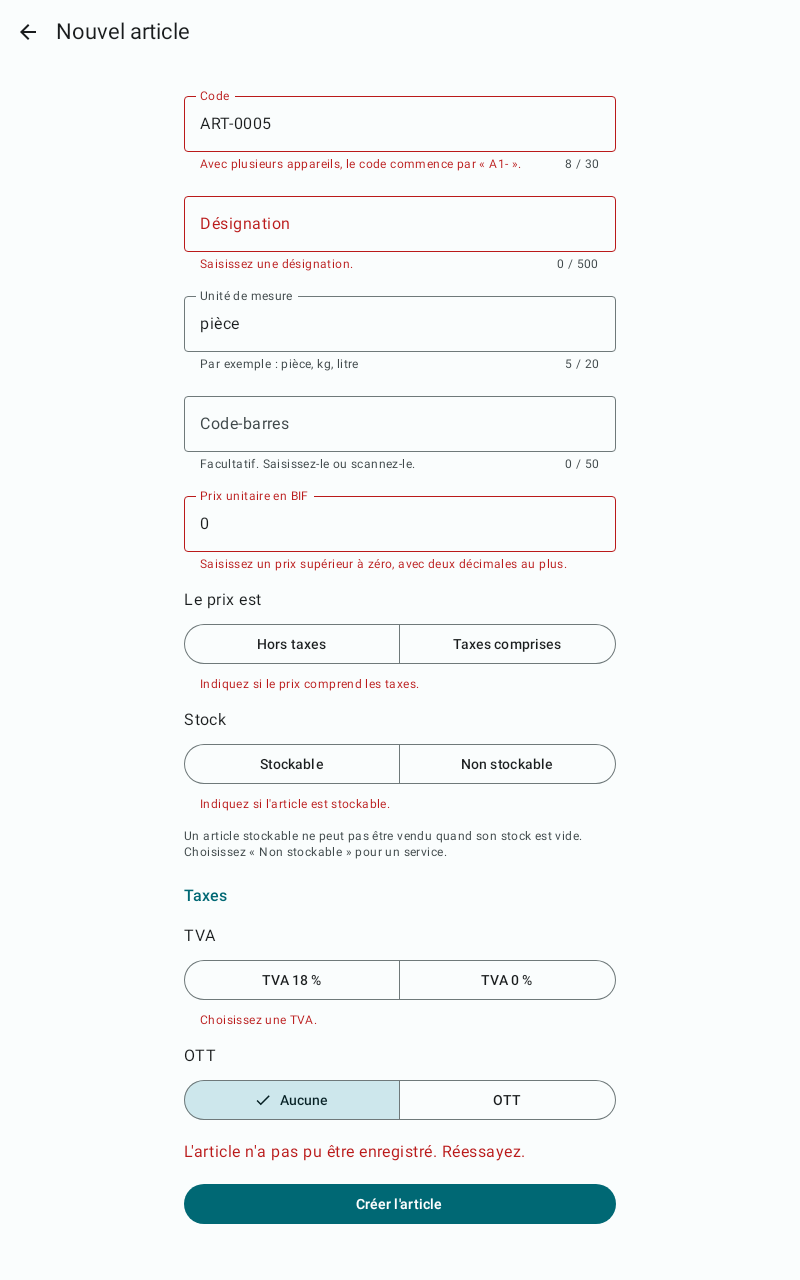 Nouvel article
Code
ART-0005
Avec plusieurs appareils, le code commence par « A1- ». 8 / 30
Désignation
Saisissez une désignation. 0 / 500
Unité de mesure
pièce
Par exemple : pièce, kg, litre 5 / 20
Code-barres
Facultatif. Saisissez-le ou scannez-le. 0 / 50
Prix unitaire en BIF
0
Saisissez un prix supérieur à zéro, avec deux décimales au plus.
Le prix est
Hors taxes Taxes comprises
Indiquez si le prix comprend les taxes.
Stock
Stockable Non stockable
Indiquez si l'article est stockable.
Un article stockable ne peut pas être vendu quand son stock est vide.
Choisissez « Non stockable » pour un service.
Taxes
TVA
TVA 18 % TVA 0 %
Choisissez une TVA.
OTT
Aucune OTT
L'article n'a pas pu être enregistré. Réessayez.
Créer l'article